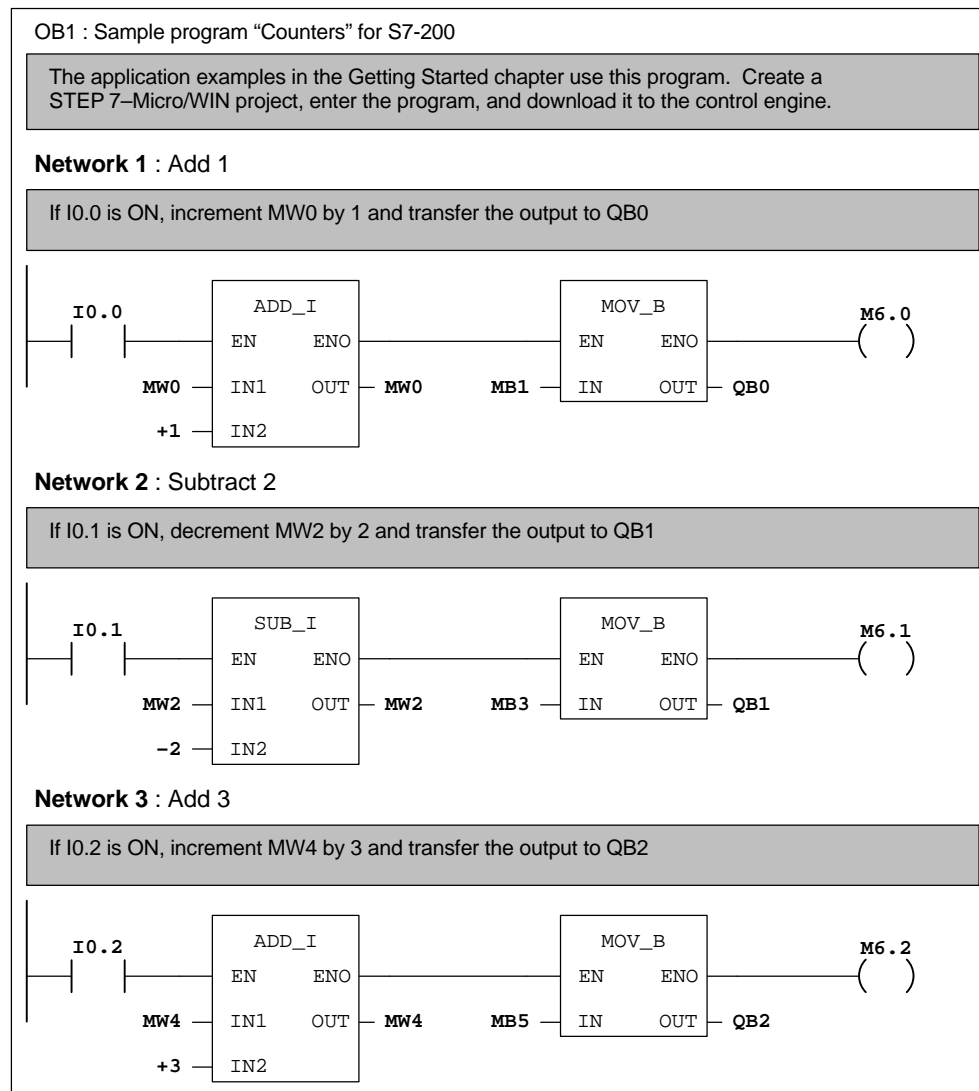 OB1 : Sample program “Counters” for S7-200
The application examples in the Getting Started chapter use this program. Create a
STEP 7–Micro/WIN project, enter the program, and download it to the control engine.
Network 1 : Add 1
If I0.0 is ON, increment MW0 by 1 and transfer the output to QB0
I0.0 ADD_I MOV_B M6.0
EN ENO EN ENO
MW0 IN1 OUT MW0 MB1 IN OUT QB0
+1 IN2
Network 2 : Subtract 2
If I0.1 is ON, decrement MW2 by 2 and transfer the output to QB1
I0.1 SUB_I MOV_B M6.1
EN ENO EN ENO
MW2 IN1 OUT MW2 MB3 IN OUT QB1
–2 IN2
Network 3 : Add 3
If I0.2 is ON, increment MW4 by 3 and transfer the output to QB2
I0.2 ADD_I MOV_B M6.2
EN ENO EN ENO
MW4 IN1 OUT MW4 MB5 IN OUT QB2
+3 IN2